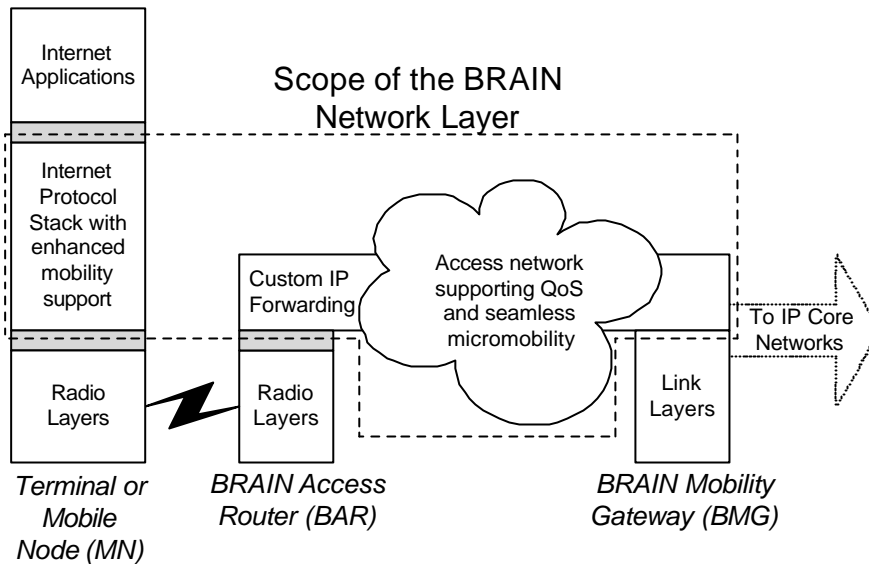 Internet
Applications
Scope of the BRAIN
Network Layer
Internet
Protocol
Stack with
enhanced
mobility
support
Custom IP
Forwarding
Access network
supporting QoS
and seamless
micromobility
To IP Core
Networks
Radio
Layers
Radio
Layers
Link
Layers
Terminal or
Mobile
Node (MN)
BRAIN Access
Router (BAR)
BRAIN Mobility
Gateway (BMG)